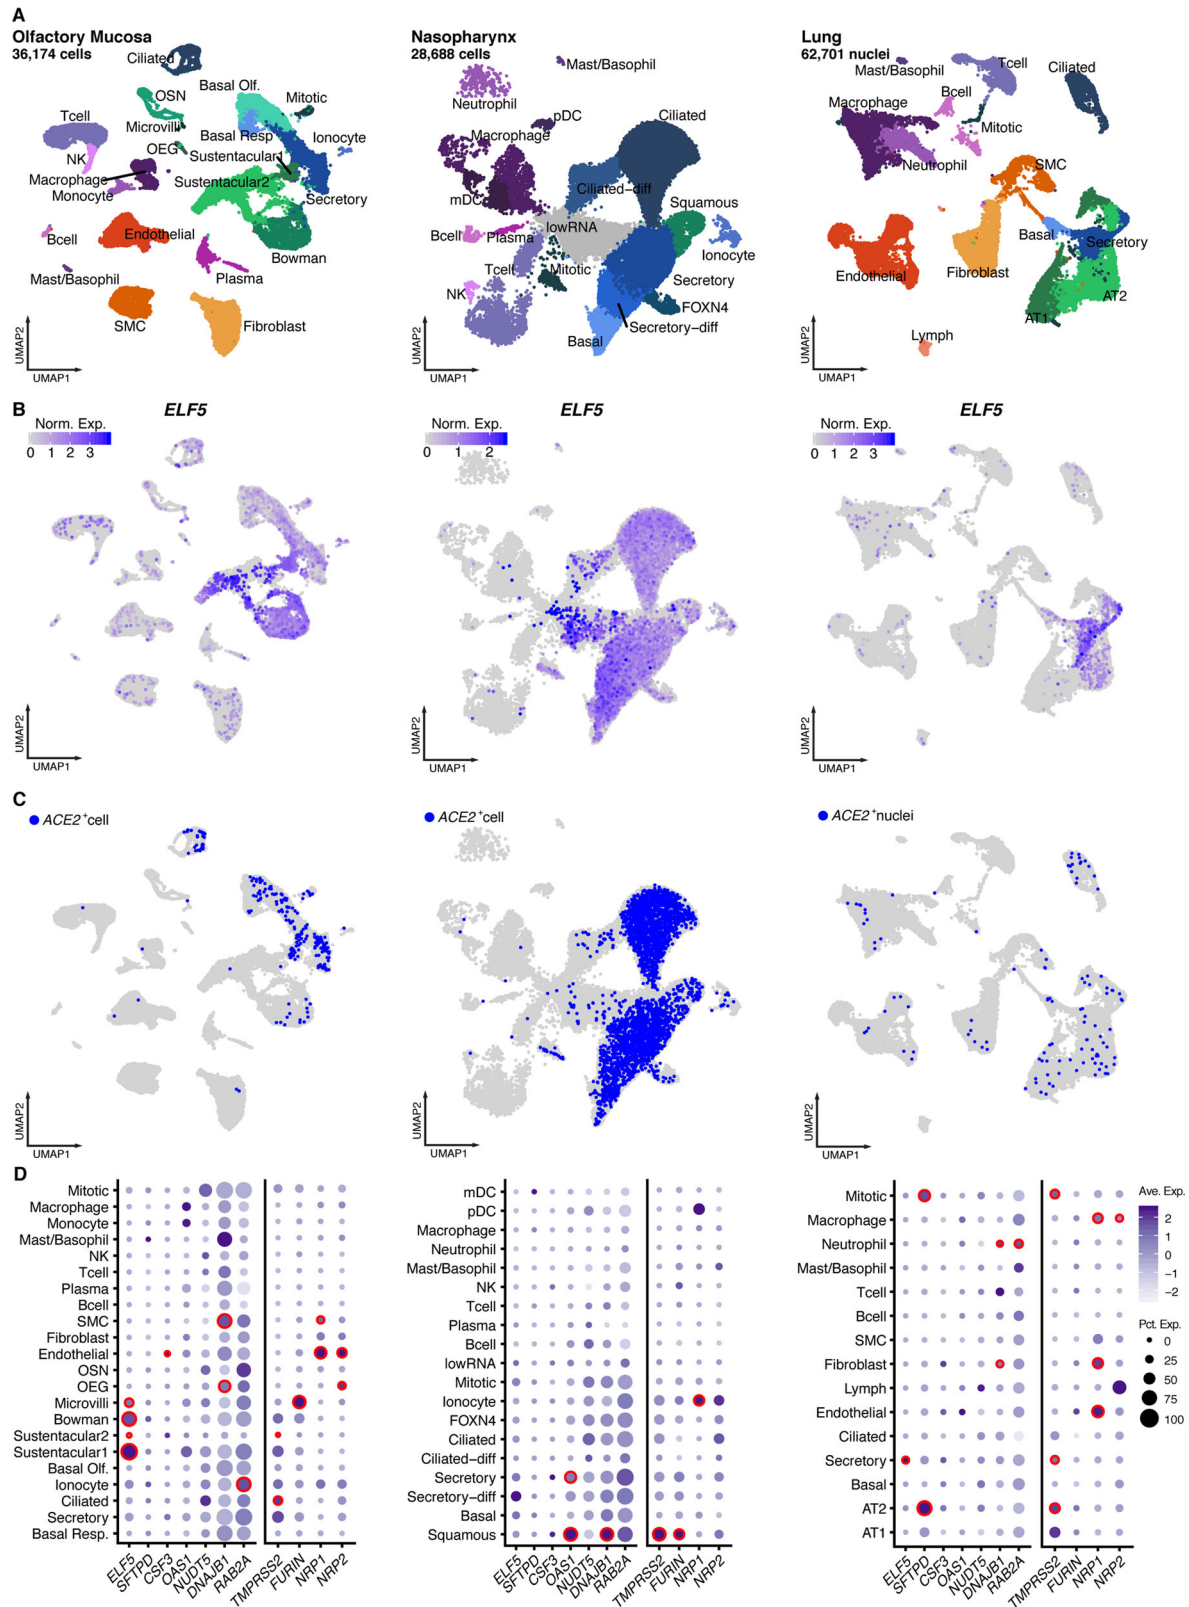 A
Olfactory Mucosa
36,174 cells
Ciliated
OSN
Basal Olf.
Mitotic
Tcell
Microvilli
Basal Resp
Ionocyte
OEG
NK
Sustentacular1
Macrophage
Sustentacular2
Monocyte
Secretory
Bcell
Endothelial
Bowman
Mast/Basophil
Plasma
SMC
Fibroblast
UMAP2
UMAP1
Nasopharynx
28,688 cells
Mast/Basophil
Neutrophil
pDC
Ciliated
Macrophage
Ciliated−diff
mDC
Squamous
lowRNA
Bcell
Plasma
Ionocyte
Tcell
Mitotic
Secretory
NK
FOXN4
Secretory−diff
Basal
UMAP2
UMAP1
Lung
62,701 nuclei
Mast/Basophil
Tcell
Ciliated
Bcell
Macrophage
Mitotic
Neutrophil
SMC
Basal
Secretory
Endothelial
Fibroblast
AT2
AT1
Lymph
UMAP2
UMAP1
B
ELF5
Norm. Exp.
0 1 2 3
UMAP2
UMAP1
ELF5
Norm. Exp.
0 1 2
UMAP2
UMAP1
ELF5
Norm. Exp.
0 1 2 3
UMAP2
UMAP1
C
ACE2+cell
UMAP2
UMAP1
ACE2+cell
UMAP2
UMAP1
ACE2+nuclei
UMAP2
UMAP1
D
Mitotic
Macrophage
Monocyte
Mast/Basophil
NK
Tcell
Plasma
Bcell
SMC
Fibroblast
Endothelial
OSN
OEG
Microvilli
Bowman
Sustentacular2
Sustentacular1
Basal Olf.
Ionocyte
Ciliated
Secretory
Basal Resp.
ELF5
SFTPD
CSF3
OAS1
NUDT5
DNAJB1
RAB2A
TMPRSS2
FURIN
NRP1
NRP2
mDC
pDC
Macrophage
Neutrophil
Mast/Basophil
NK
Tcell
Plasma
Bcell
lowRNA
Mitotic
Ionocyte
FOXN4
Ciliated
Ciliated−diff
Secretory
Secretory−diff
Basal
Squamous
ELF5
SFTPD
CSF3
OAS1
NUDT5
DNAJB1
RAB2A
TMPRSS2
FURIN
NRP1
NRP2
Mitotic
Macrophage
Neutrophil
Mast/Basophil
Tcell
Bcell
SMC
Fibroblast
Lymph
Endothelial
Ciliated
Secretory
Basal
AT2
AT1
ELF5
SFTPD
CSF3
OAS1
NUDT5
DNAJB1
RAB2A
TMPRSS2
FURIN
NRP1
NRP2
Ave. Exp.
2
1
0
−1
−2
Pct. Exp.
0
25
50
75
100